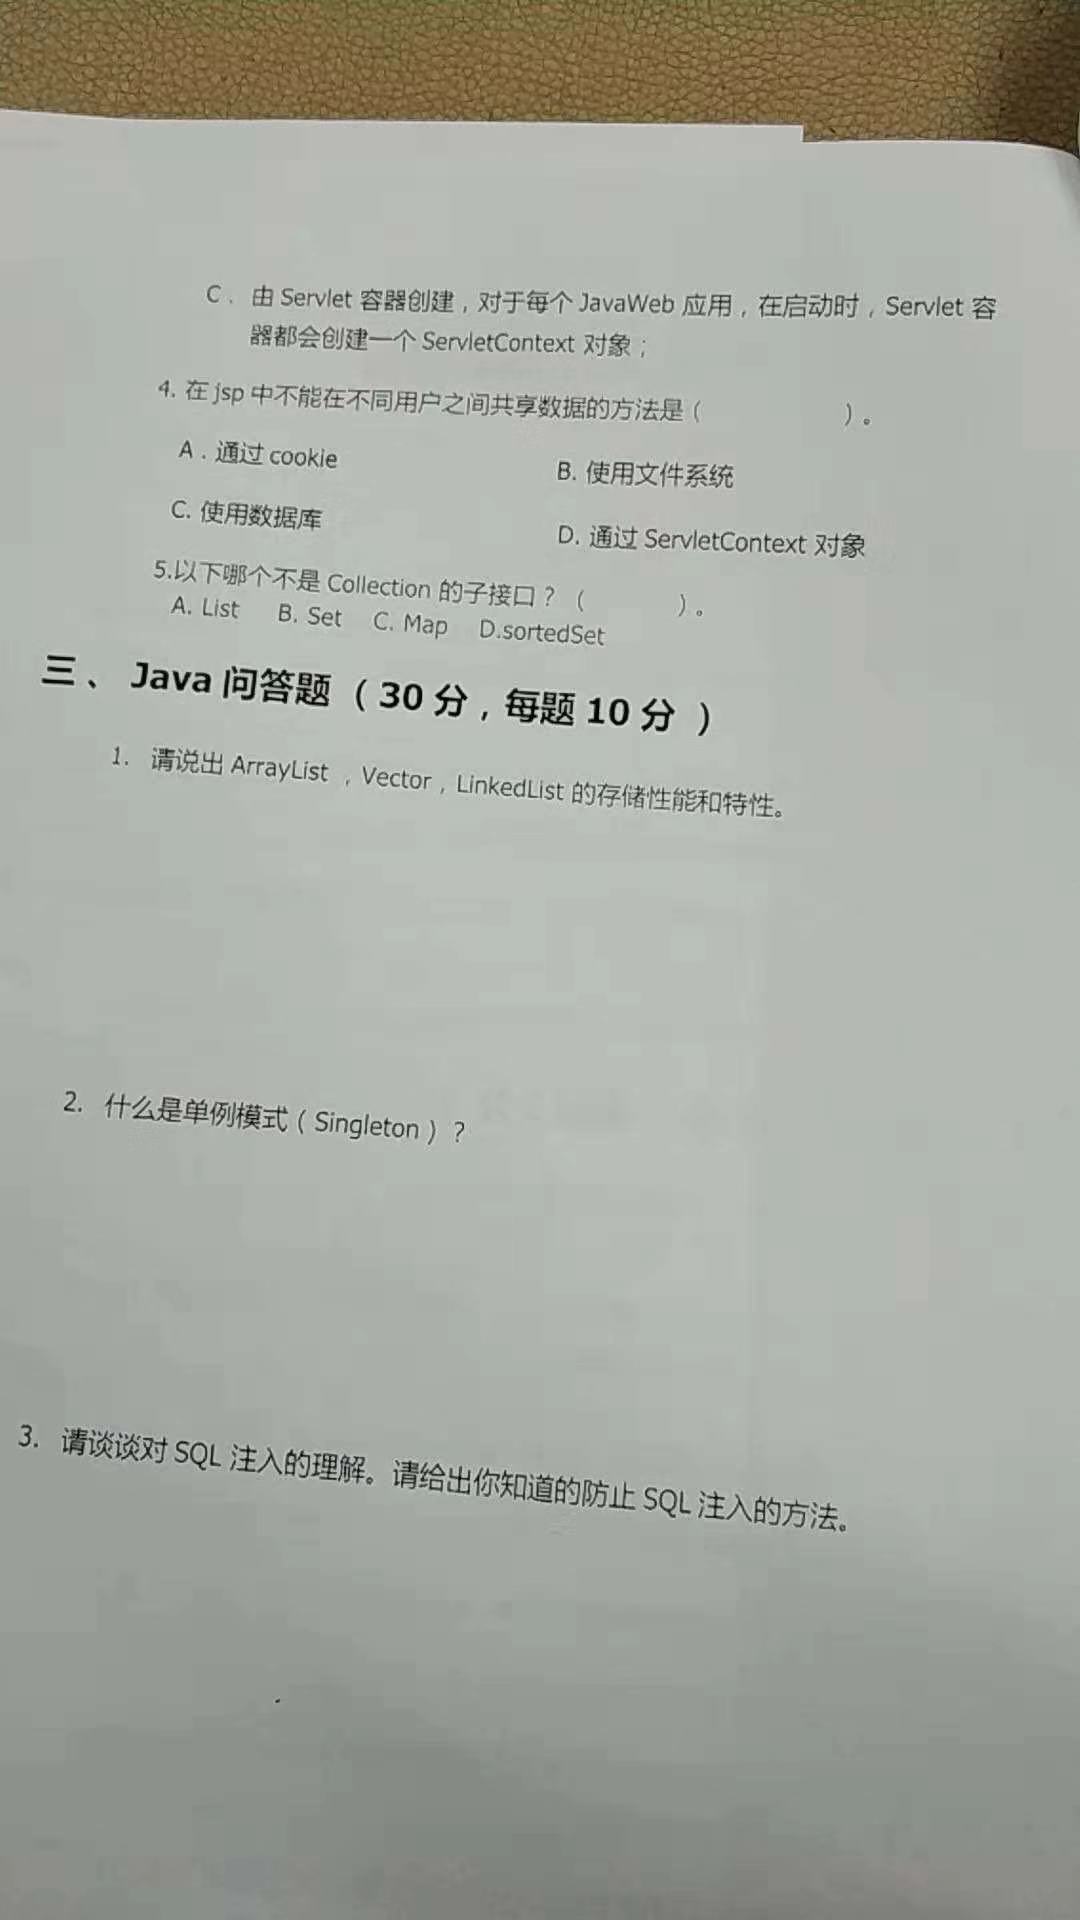 C．由 Servlet 容器创建，对于每个 JavaWeb 应用，在启动时，Servlet 容
器都会创建一个 ServletContext 对象；
4. 在 jsp 中不能在不同用户之间共享数据的方法是（ ）。
A．通过 cookie B. 使用文件系统
C. 使用数据库 D. 通过 ServletContext 对象
5.以下哪个不是 Collection 的子接口？（ ）。
A. List B. Set C. Map D.sortedSet
三、 Java 问答题 （30 分，每题 10 分 ）
1. 请说出 ArrayList ，Vector，LinkedList 的存储性能和特性。
2. 什么是单例模式（Singleton）？
3. 请谈谈对 SQL 注入的理解。请给出你知道的防止 SQL 注入的方法。